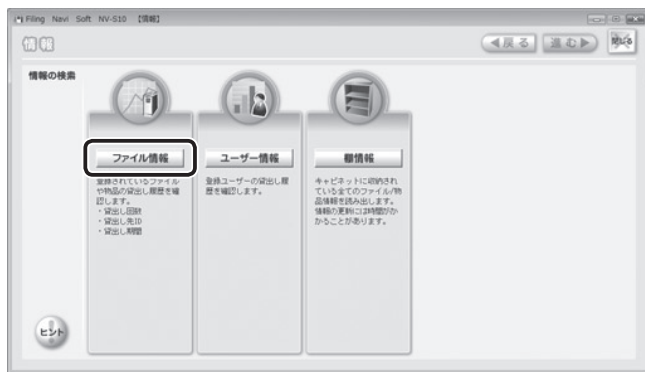 Filing Navi Soft NV-S10 【情報】
情報
戻る 進む 閉じる
情報の検索
ファイル情報
登録されているファイル
や物品の貸出し履歴を確
認します。
・貸出し回数
・貸出し先ID
・貸出し期間
ユーザー情報
登録ユーザーの貸出し履
歴を確認します。
棚情報
キャビネットに収納され
ている全てのファイル/物
品情報を読み出します。
情報の更新には時間がか
かることがあります。
ヒント